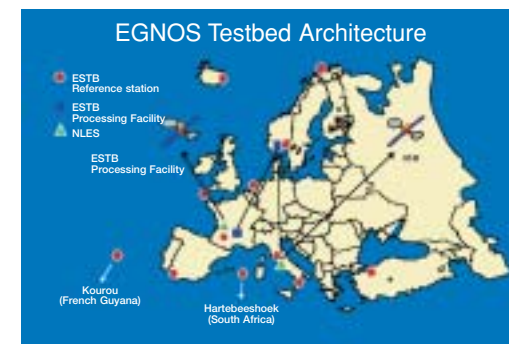 EGNOS Testbed Architecture
ESTB
Reference station
ESTB
Processing Facility
NLES
ESTB
Processing Facility
Kourou
(French Guyana)
Hartebeeshoek
(South Africa)